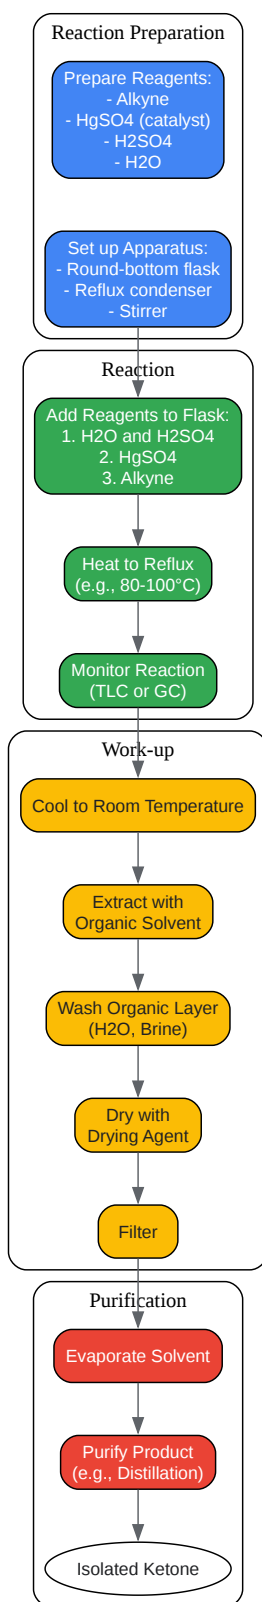 Reaction Preparation
Prepare Reagents:
- Alkyne
- HgSO4 (catalyst)
- H2SO4
- H2O
Set up Apparatus:
- Round-bottom flask
- Reflux condenser
- Stirrer
Reaction
Add Reagents to Flask:
1. H2O and H2SO4
2. HgSO4
3. Alkyne
Heat to Reflux
(e.g., 80-100°C)
Monitor Reaction
(TLC or GC)
Work-up
Cool to Room Temperature
Extract with
Organic Solvent
Wash Organic Layer
(H2O, Brine)
Dry with
Drying Agent
Filter
Purification
Evaporate Solvent
Purify Product
(e.g., Distillation)
Isolated Ketone